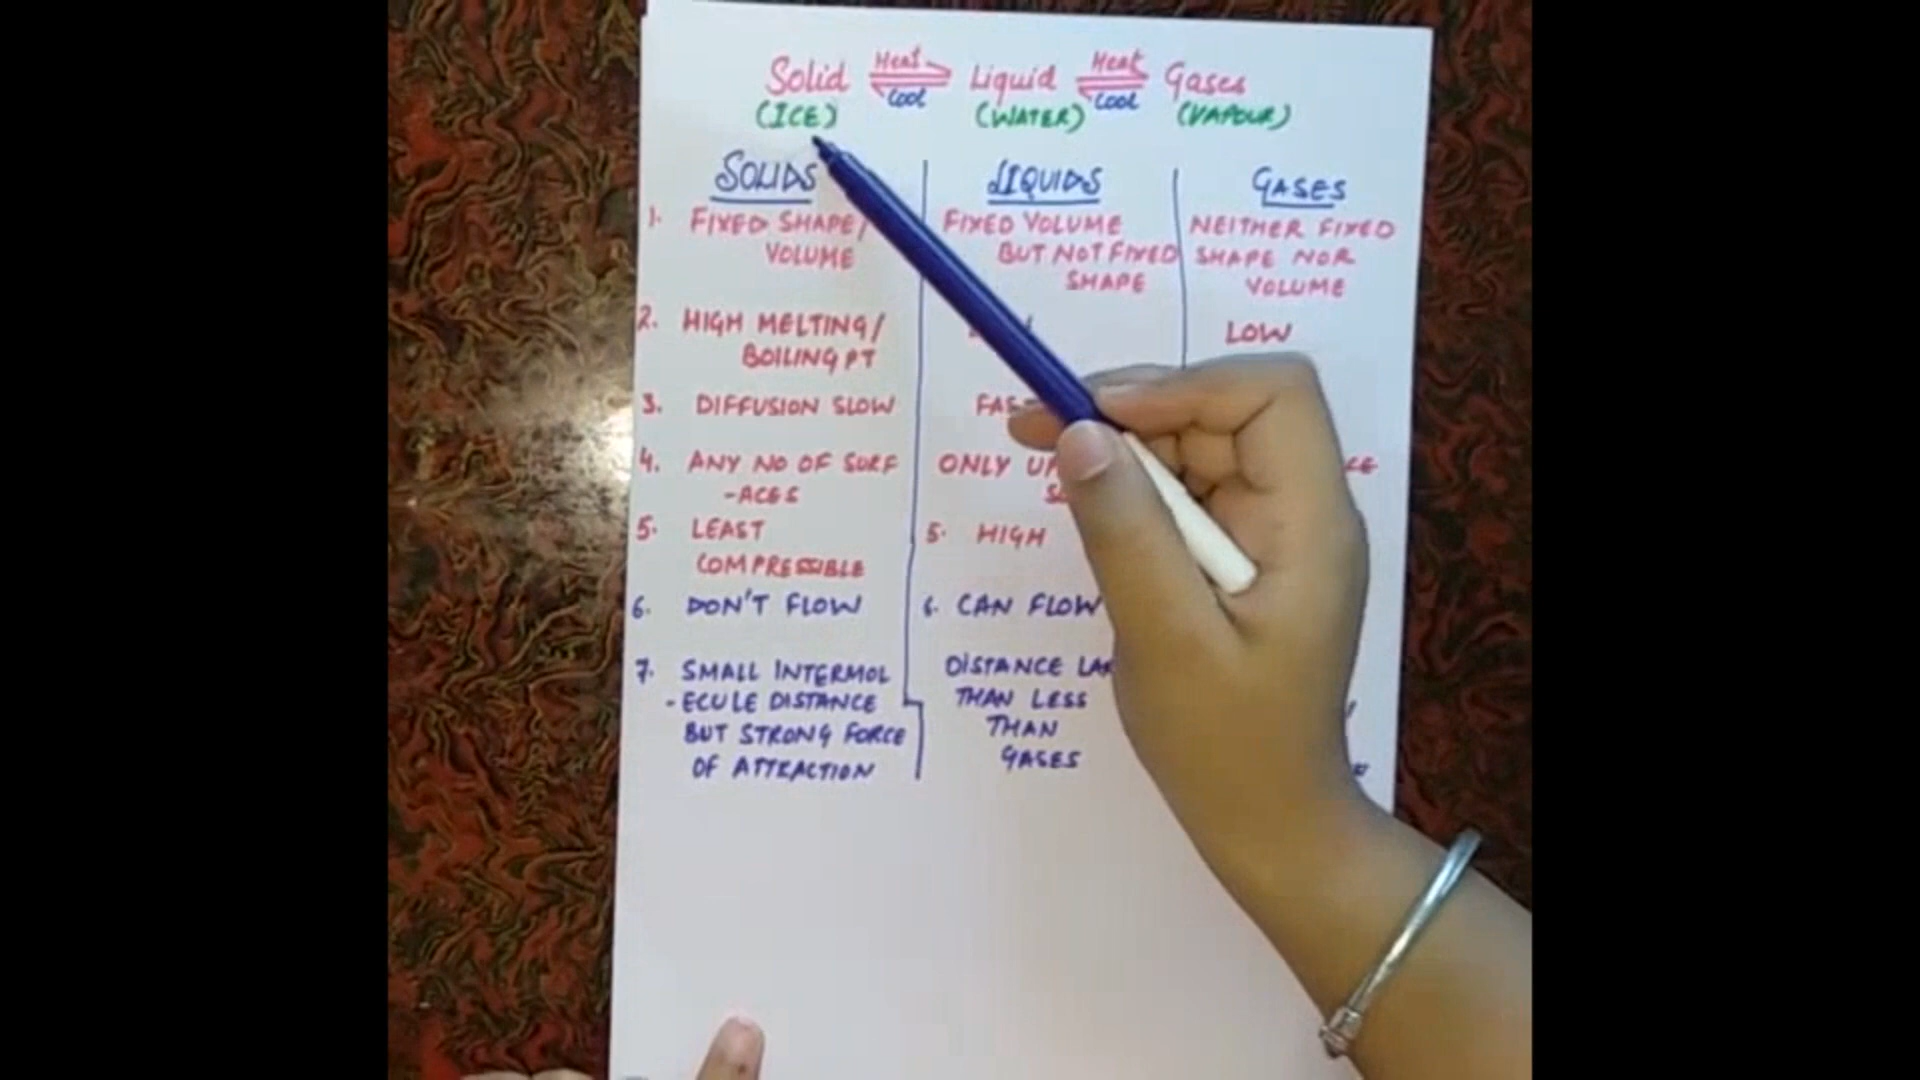 Solid Heat Liquid Heat Gases
Cool Cool
(ICE) (WATER) (VAPOUR)
SOLIDS LIQUIDS GASES
1. FIXED SHAPE/ FIXED VOLUME NEITHER FIXED
VOLUME BUT NOT FIXED SHAPE NOR
SHAPE VOLUME
2. HIGH MELTING/ LOW
BOILING PT
3. DIFFUSION SLOW
4. ANY NO OF SURF ONLY
-ACES
5. LEAST 5. HIGH
COMPRESSIBLE
6. DON'T FLOW 6. CAN FLOW
7. SMALL INTERMOL DISTANCE
-ECULE DISTANCE THAN LESS
BUT STRONG FORCE THAN
OF ATTRACTION GASES